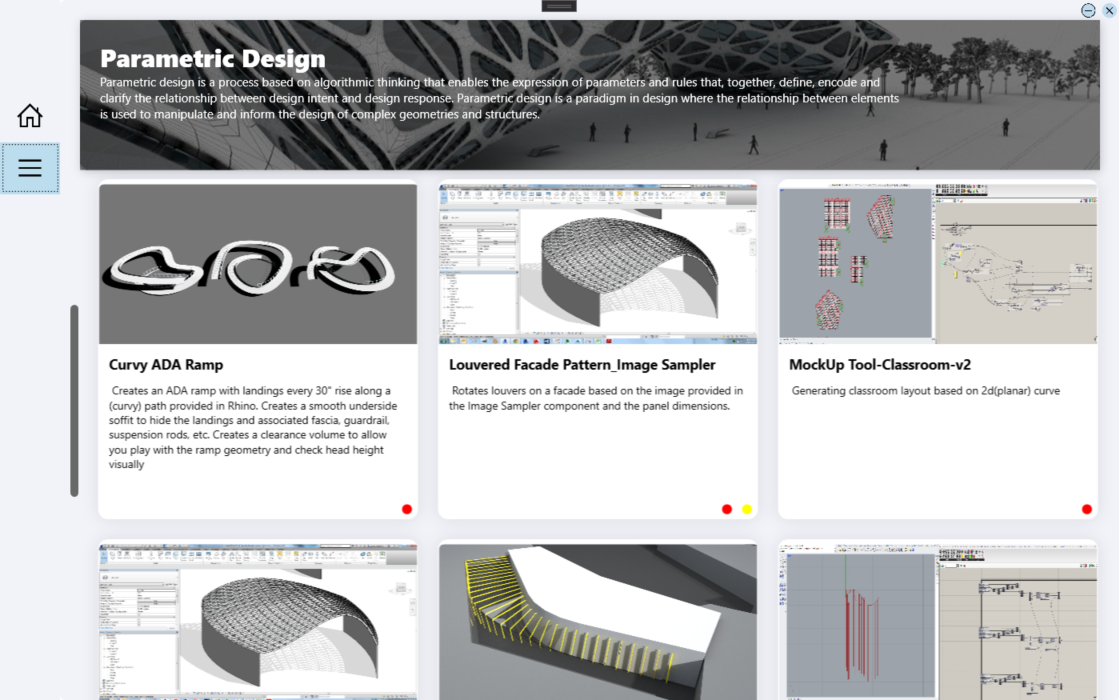 Parametric Design
Parametric design is a process based on algorithmic thinking that enables the expression of parameters and rules that, together, define, encode and
clarify the relationship between design intent and design response. Parametric design is a paradigm in design where the relationship between elements
is used to manipulate and inform the design of complex geometries and structures.
Curvy ADA Ramp
Creates an ADA ramp with landings every 30" rise along a
(curvy) path provided in Rhino. Creates a smooth underside
soffit to hide the landings and associated fascia, guardrail,
suspension rods, etc. Creates a clearance volume to allow
you play with the ramp geometry and check head height
visually
Louvered Facade Pattern_Image Sampler
Rotates louvers on a facade based on the image provided in
the Image Sampler component and the panel dimensions.
MockUp Tool-Classroom-v2
Generating classroom layout based on 2d(planar) curve